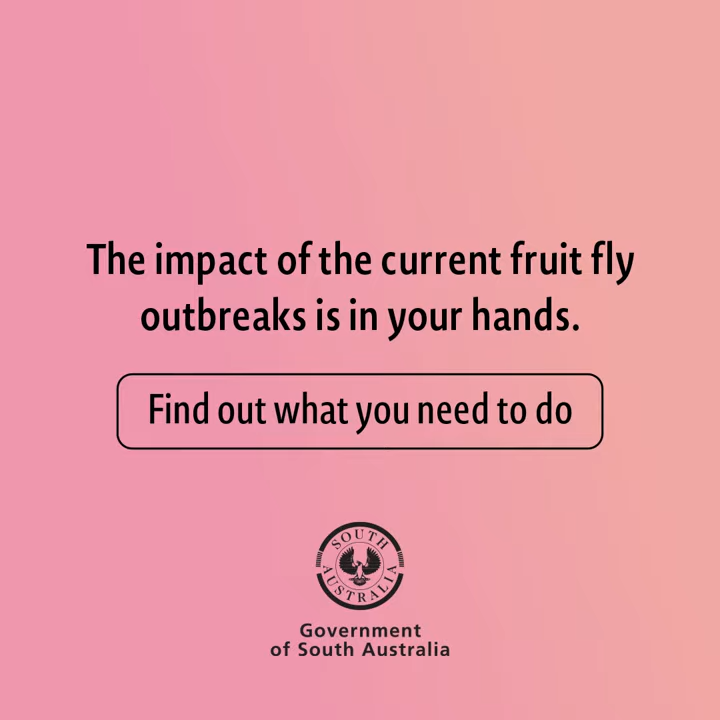 The impact of the current fruit fly
outbreaks is in your hands.
Find out what you need to do
SOUTH
AUSTRALIA
Government
of South Australia